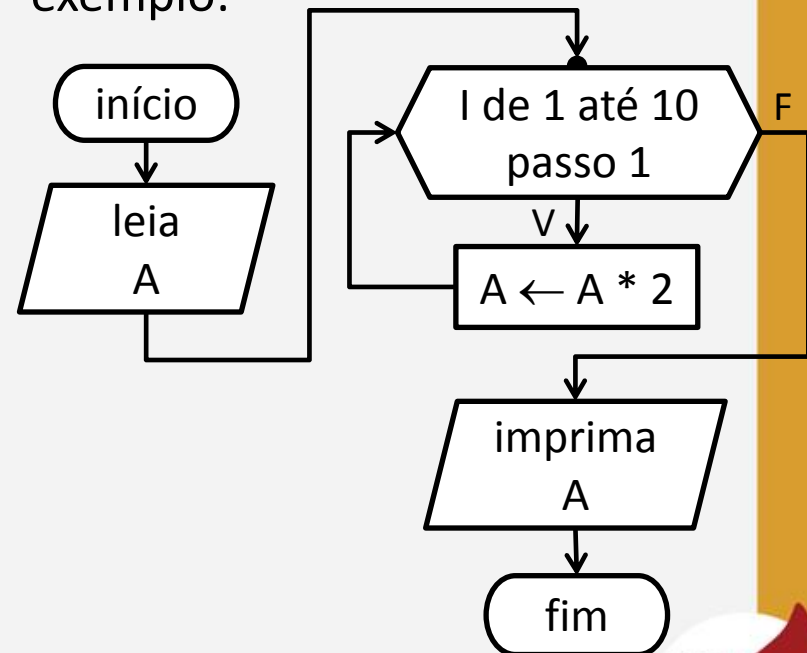 exemplo:
início
leia
A
I de 1 até 10
passo 1
F
V
A ← A * 2
imprima
A
fim